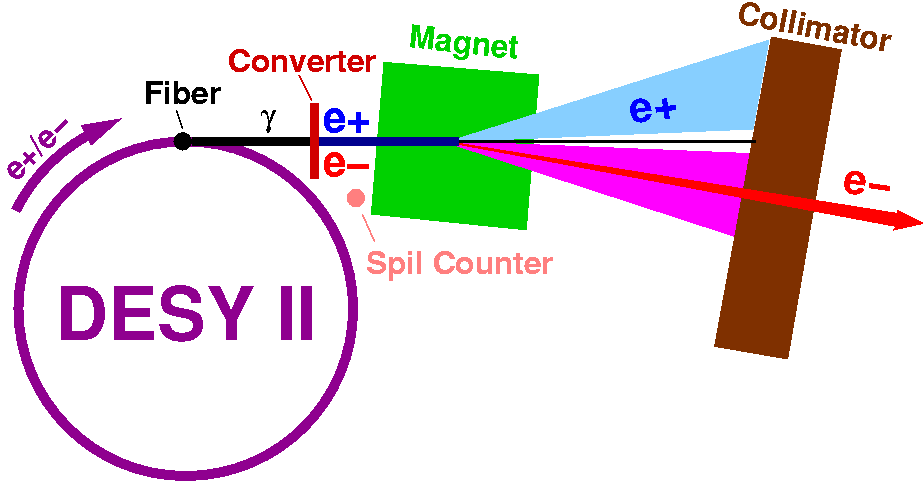 Collimator
Magnet
Converter
Fiber
γ
e+
e+
e+/e−
e−
e−
Spil Counter
DESY II